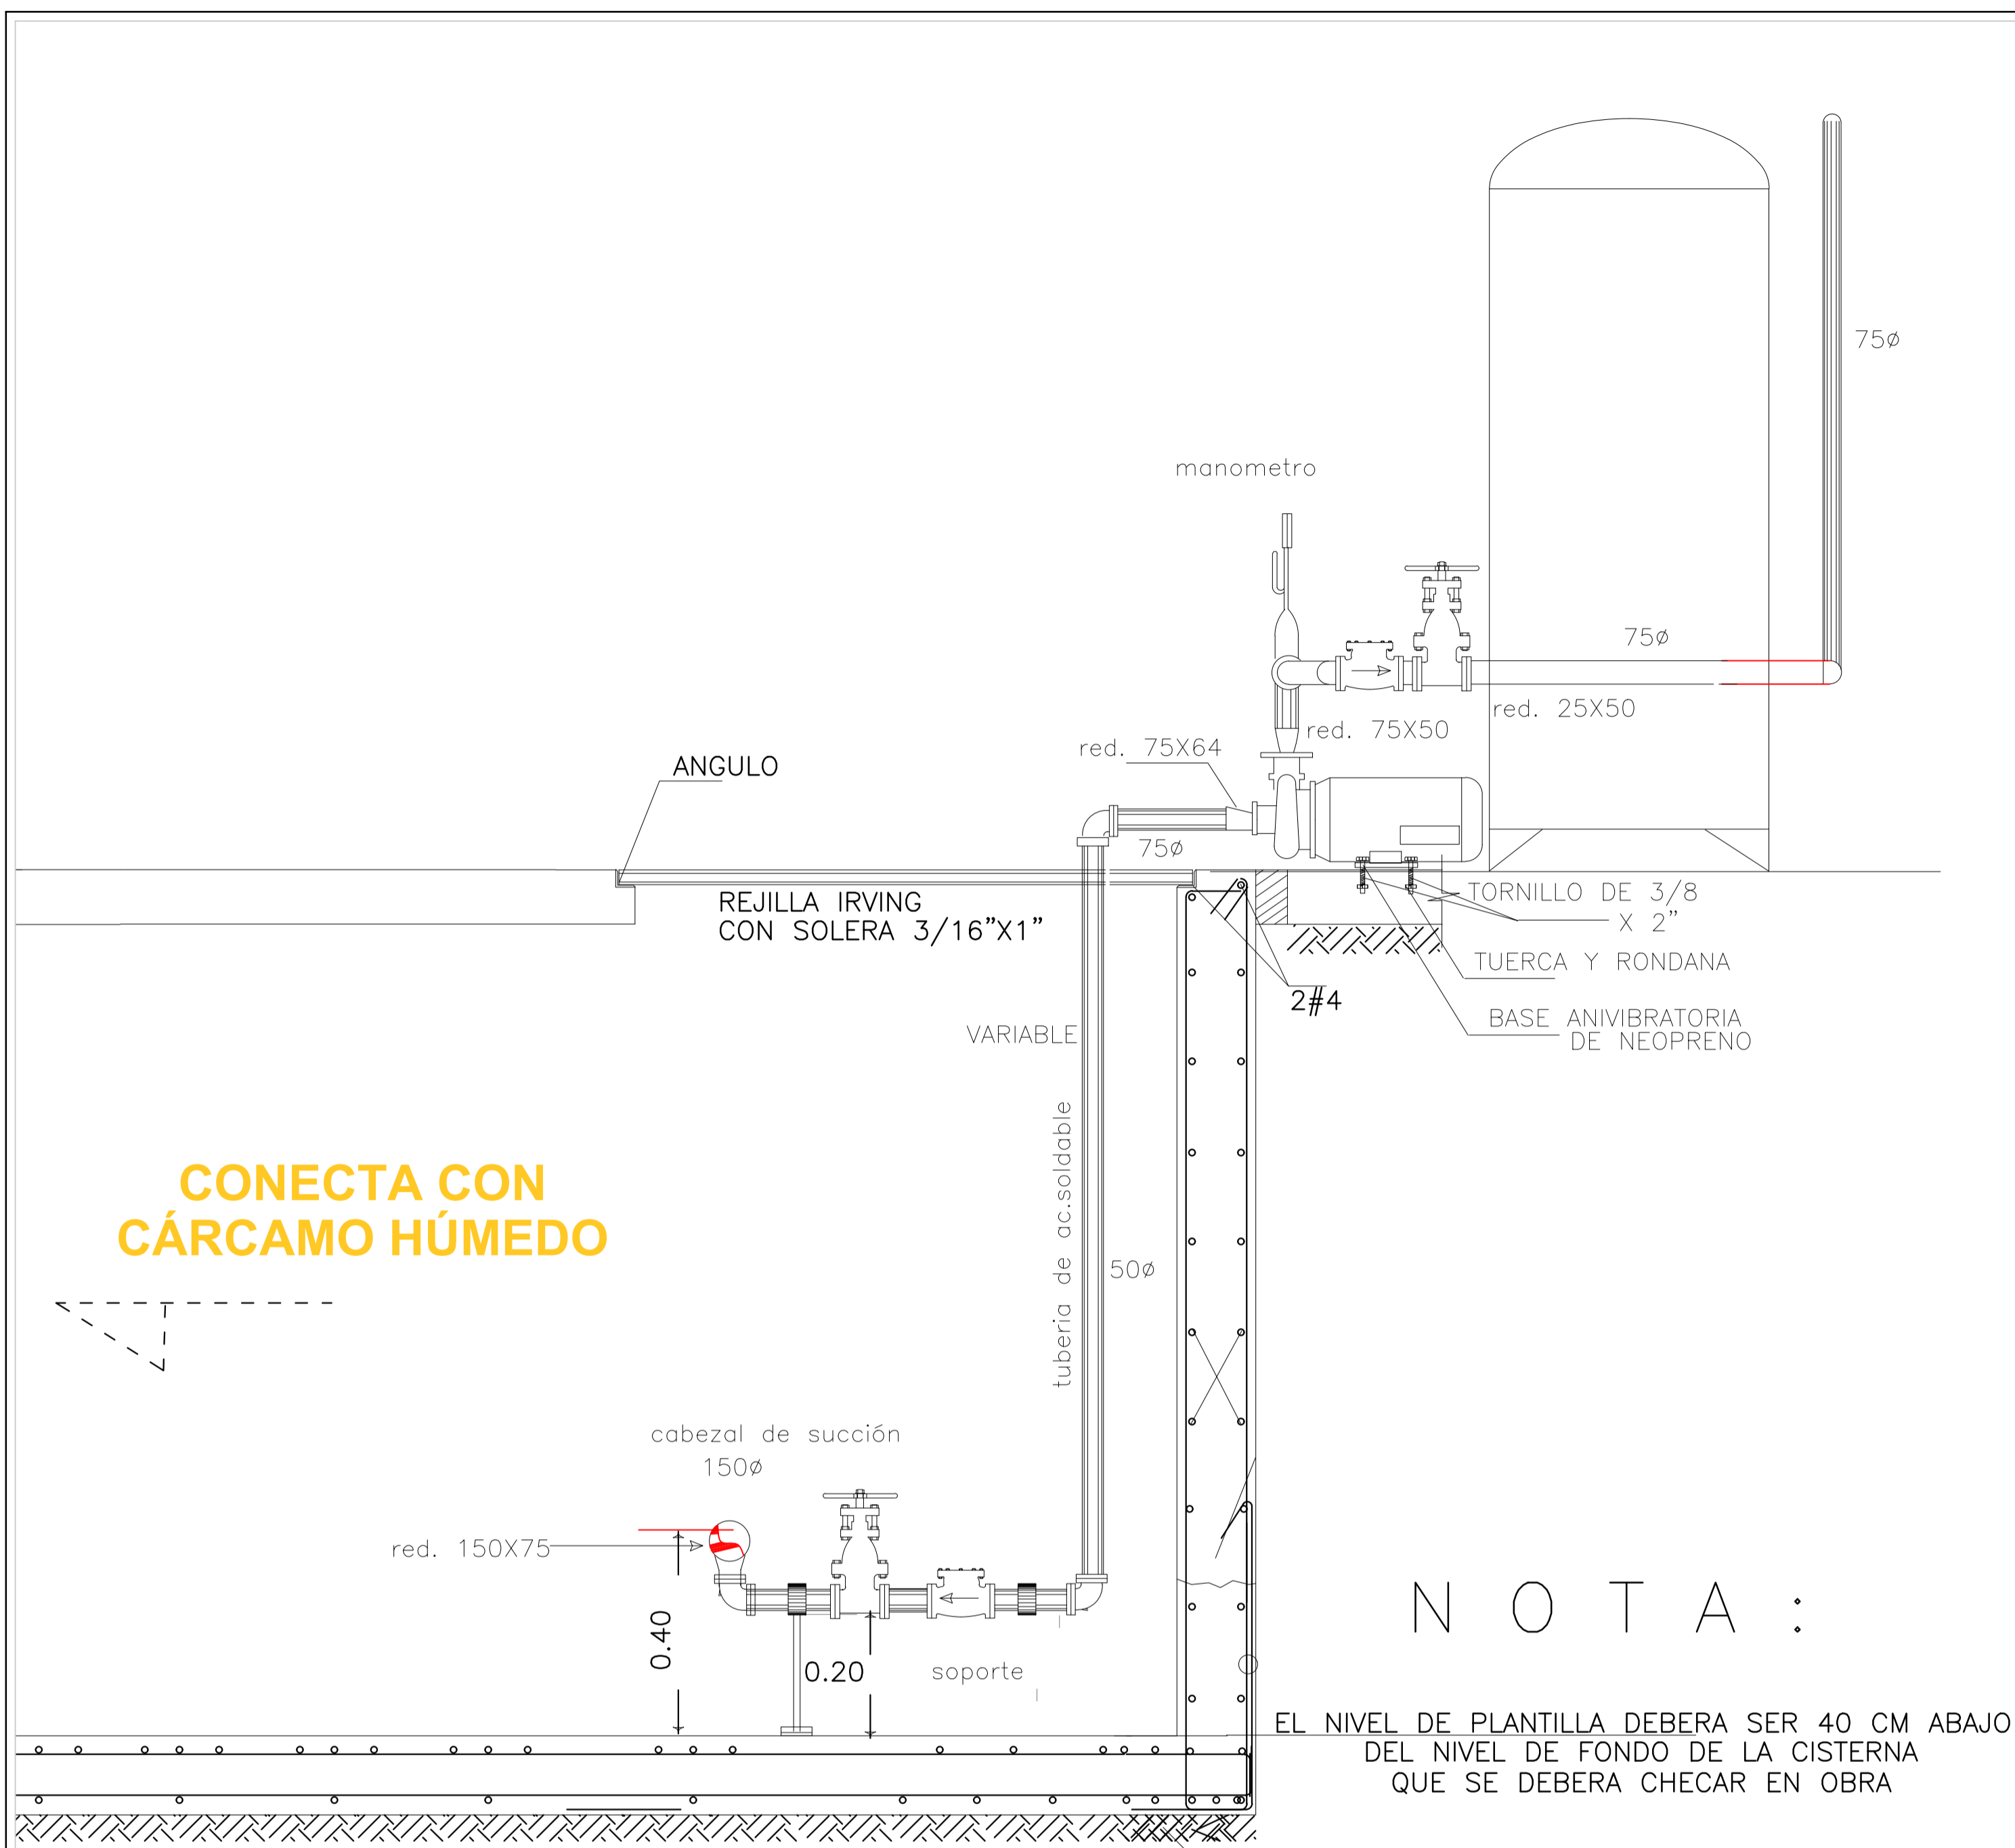 75ø
manometro
75ø
red. 25X50
red. 75X50
red. 75X64
ANGULO
75ø
REJILLA IRVING
CON SOLERA 3/16”X1”
TORNILLO DE 3/8
X 2”
TUERCA Y RONDANA
2#4
BASE ANIVIBRATORIA
DE NEOPRENO
VARIABLE
tuberia de ac.soldable
50ø
CONECTA CON
CÁRCAMO HÚMEDO
cabezal de succión
150ø
red. 150X75
0.40
0.20
soporte
NOTA:
EL NIVEL DE PLANTILLA DEBERA SER 40 CM ABAJO
DEL NIVEL DE FONDO DE LA CISTERNA
QUE SE DEBERA CHECAR EN OBRA